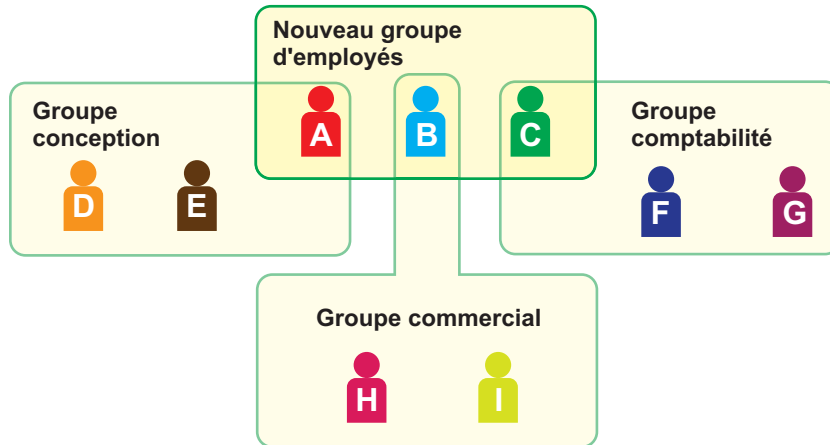 Nouveau groupe
d'employés
Groupe
conception
A
B
C
Groupe
comptabilité
D
E
F
G
Groupe commercial
H
I